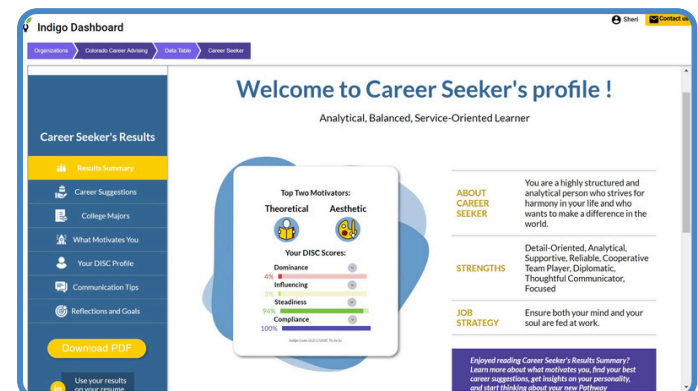 Indigo Dashboard
Sheri
Contact us
Organizations
Colorado Career Advising
Data Table
Career Seeker
Welcome to Career Seeker's profile !
Analytical, Balanced, Service-Oriented Learner
Career Seeker's Results
Results Summary
Career Suggestions
College Majors
What Motivates You
Your DISC Profile
Communication Tips
Reflections and Goals
Download PDF
in
Use your results
on your resume
Top Two Motivators:
Theoretical
Aesthetic
Your DISC Scores:
Dominance
4%
Influencing
Steadiness
94%
Compliance
100%
ABOUT
CAREER
SEEKER
You are a highly structured and
analytical person who strives for
harmony in your life and who
wants to make a difference in the
world.
STRENGTHS
Detail-Oriented, Analytical,
Supportive, Reliable, Cooperative
Team Player, Diplomatic,
Thoughtful Communicator,
Focused
JOB
STRATEGY
Ensure both your mind and your
soul are fed at work.
Enjoyed reading Career Seeker's Results Summary?
Learn more about what motivates you, find your best
career suggestions, get insights on your personality,
and start thinking about your new Pathway